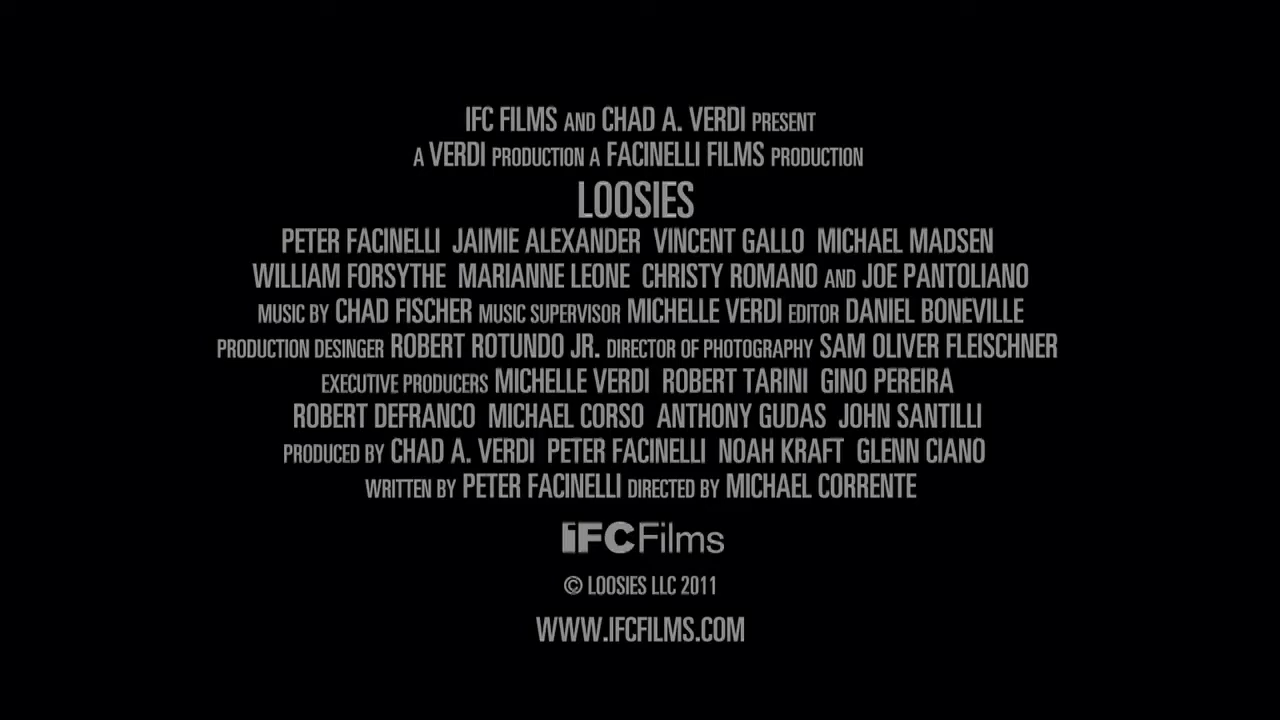 IFC FILMS AND CHAD A. VERDI PRESENT
A VERDI PRODUCTION A FACINELLI FILMS PRODUCTION
LOOSIES
PETER FACINELLI JAIMIE ALEXANDER VINCENT GALLO MICHAEL MADSEN
WILLIAM FORSYTHE MARIANNE LEONE CHRISTY ROMANO AND JOE PANTOLIANO
MUSIC BY CHAD FISCHER MUSIC SUPERVISOR MICHELLE VERDI EDITOR DANIEL BONEVILLE
PRODUCTION DESINGER ROBERT ROTUNDO JR. DIRECTOR OF PHOTOGRAPHY SAM OLIVER FLEISCHNER
EXECUTIVE PRODUCERS MICHELLE VERDI ROBERT TARINI GINO PEREIRA
ROBERT DEFRANCO MICHAEL CORSO ANTHONY GUDAS JOHN SANTILLI
PRODUCED BY CHAD A. VERDI PETER FACINELLI NOAH KRAFT GLENN CIANO
WRITTEN BY PETER FACINELLI DIRECTED BY MICHAEL CORRENTE
iFC Films
© LOOSIES LLC 2011
WWW.IFCFILMS.COM